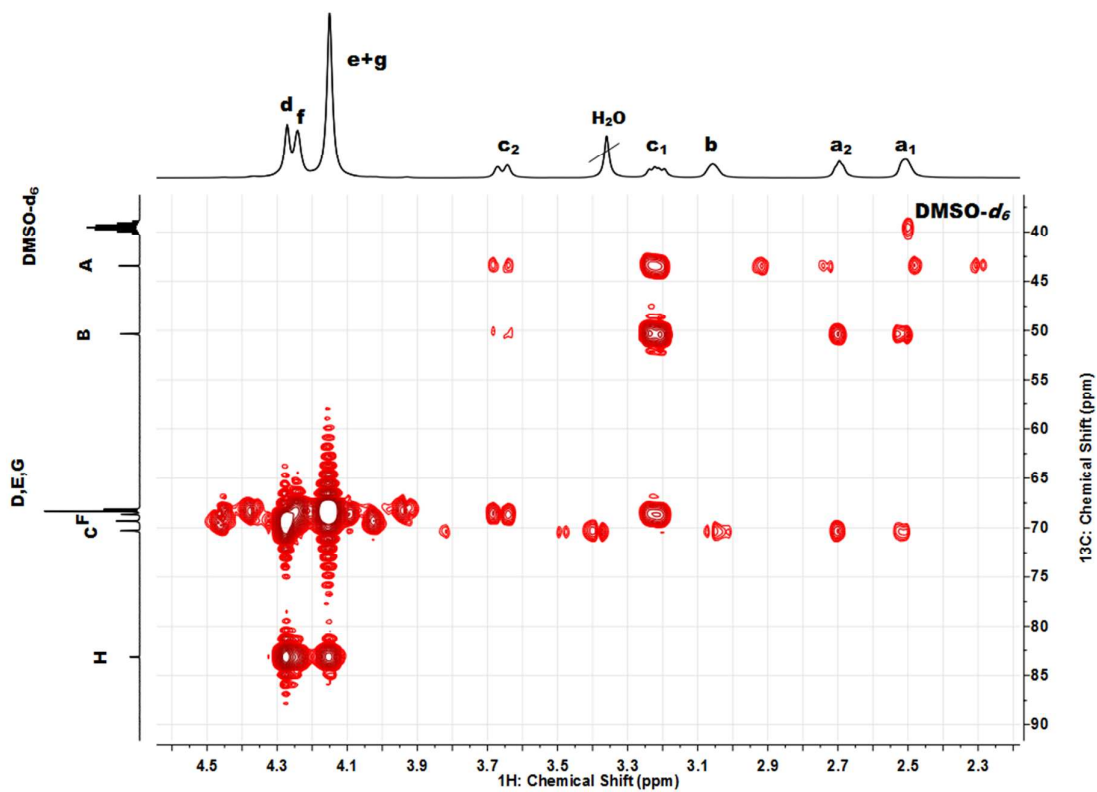 e+g
d
f
H₂O
c₂
c₁
b
a₂
a₁
DMSO-d₆
DMSO-d₆
A
B
D,E,G
F
C
H
40
45
50
55
60
65
70
75
80
85
90
13C: Chemical Shift (ppm)
4.5 4.3 4.1 3.9 3.7 3.5 3.3 3.1 2.9 2.7 2.5 2.3
1H: Chemical Shift (ppm)